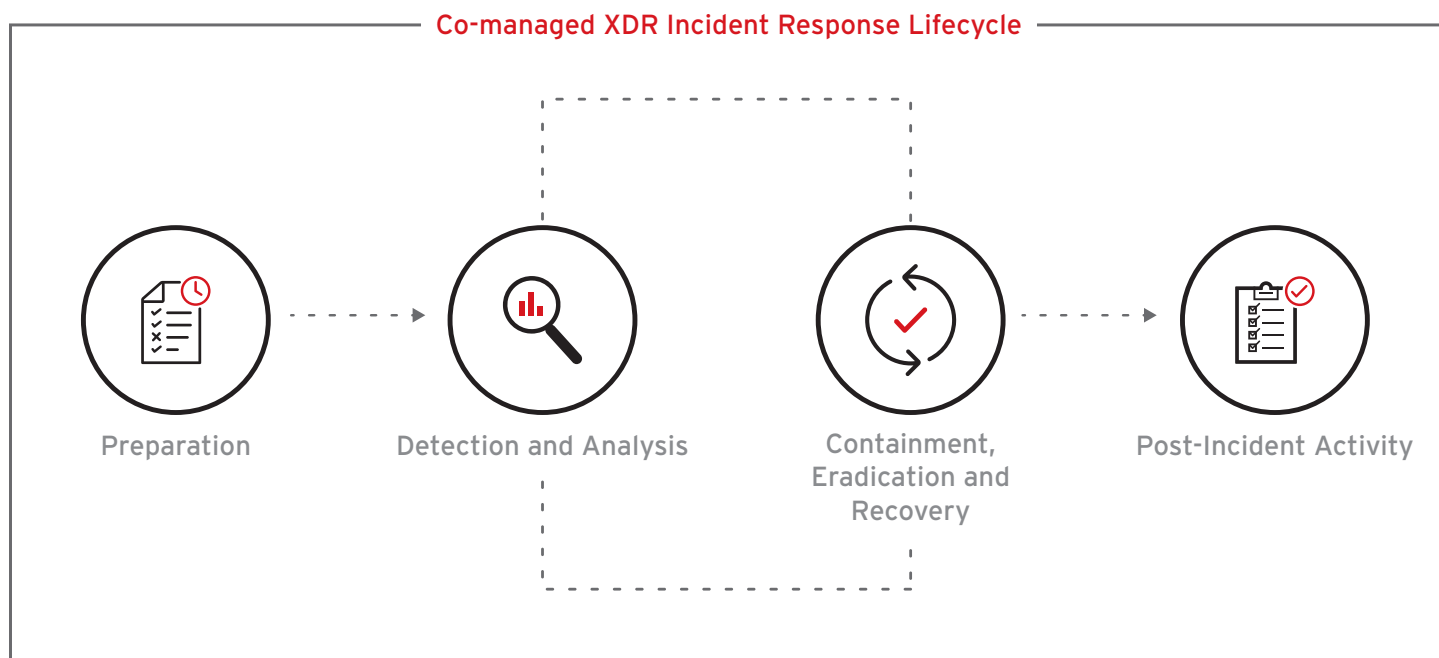 Co-managed XDR Incident Response Lifecycle
Preparation
Detection and Analysis
Containment,
Eradication and
Recovery
Post-Incident Activity